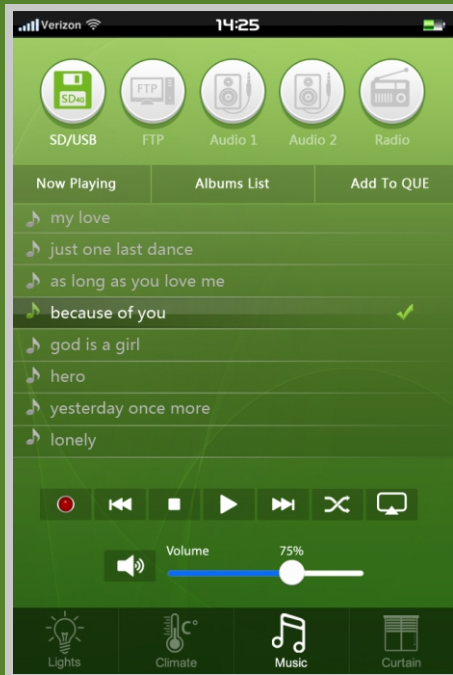 Verizon 14:25
SD40 FTP
SD/USB FTP Audio 1 Audio 2 Radio
Now Playing Albums List Add To QUE
my love
just one last dance
as long as you love me
because of you
god is a girl
hero
yesterday once more
lonely
Volume 75%
C°
Lights Climate Music Curtain